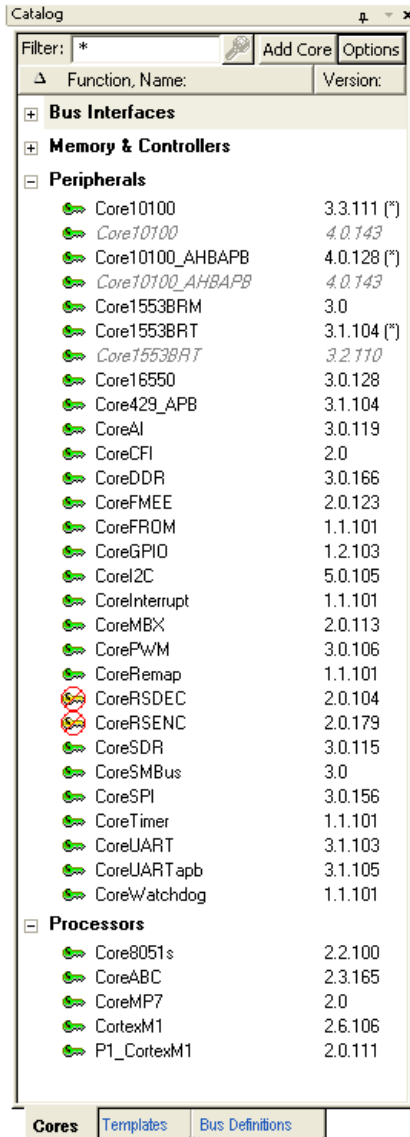 Catalog
Filter: * Add Core Options
Function, Name: Version:
Bus Interfaces
Memory & Controllers
Peripherals
Core10100 3.3.111 (*)
Core10100 4.0.143
Core10100_AHBAPB 4.0.128 (*)
Core10100_AHBAPB 4.0.143
Core1553BRM 3.0
Core1553BRT 3.1.104 (*)
Core1553BRT 3.2.110
Core16550 3.0.128
Core429_APB 3.1.104
CoreAI 3.0.119
CoreCFI 2.0
CoreDDR 3.0.166
CoreFMEE 2.0.123
CoreFROM 1.1.101
CoreGPIO 1.2.103
CoreI2C 5.0.105
CoreInterrupt 1.1.101
CoreMBX 2.0.113
CorePWM 3.0.106
CoreRemap 1.1.101
CoreRSDEC 2.0.104
CoreRSENC 2.0.179
CoreSDR 3.0.115
CoreSMBus 3.0
CoreSPI 3.0.156
CoreTimer 1.1.101
CoreUART 3.1.103
CoreUARTapb 3.1.105
CoreWatchdog 1.1.101
Processors
Core8051s 2.2.100
CoreABC 2.3.165
CoreMP7 2.0
CortexM1 2.6.106
P1_CortexM1 2.0.111
Cores Templates Bus Definitions